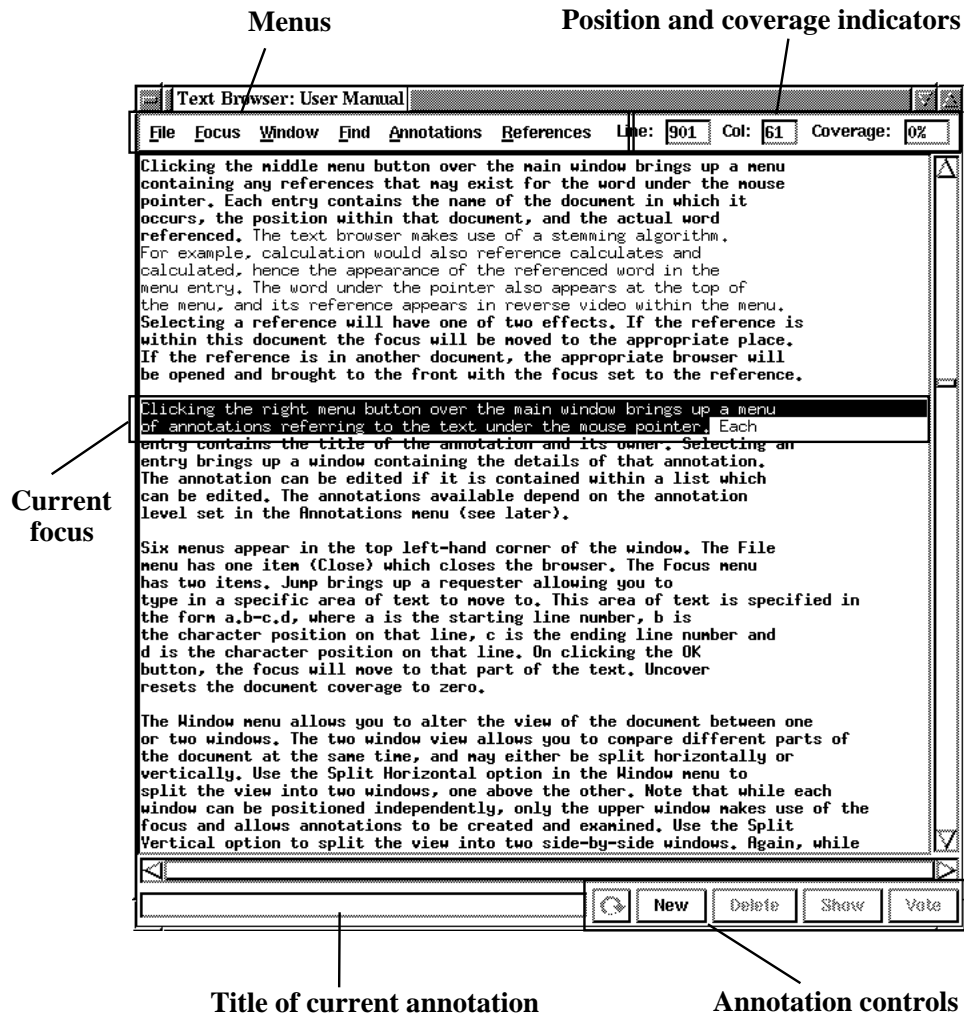 Menus
Position and coverage indicators
Text Browser: User Manual
File Focus Window Find Annotations References Line: 901 Col: 61 Coverage: 0%
Clicking the middle menu button over the main window brings up a menu
containing any references that may exist for the word under the mouse
pointer. Each entry contains the name of the document in which it
occurs, the position within that document, and the actual word
referenced. The text browser makes use of a stemming algorithm.
For example, calculation would also reference calculates and
calculated, hence the appearance of the referenced word in the
menu entry. The word under the pointer also appears at the top of
the menu, and its reference appears in reverse video within the menu.
Selecting a reference will have one of two effects. If the reference is
within this document the focus will be moved to the appropriate place.
If the reference is in another document, the appropriate browser will
be opened and brought to the front with the focus set to the reference.
Clicking the right menu button over the main window brings up a menu
of annotations referring to the text under the mouse pointer. Each
entry contains the title of the annotation and its owner. Selecting an
entry brings up a window containing the details of that annotation.
The annotation can be edited if it is contained within a list which
can be edited. The annotations available depend on the annotation
level set in the Annotations menu (see later).
Current
focus
Six menus appear in the top left-hand corner of the window. The File
menu has one item (Close) which closes the browser. The Focus menu
has two items. Jump brings up a requester allowing you to
type in a specific area of text to move to. This area of text is specified in
the form a.b-c.d, where a is the starting line number, b is
the character position on that line, c is the ending line number and
d is the character position on that line. On clicking the OK
button, the focus will move to that part of the text. Uncover
resets the document coverage to zero.
The Window menu allows you to alter the view of the document between one
or two windows. The two window view allows you to compare different parts of
the document at the same time, and may either be split horizontally or
vertically. Use the Split Horizontal option in the Window menu to
split the view into two windows, one above the other. Note that while each
window can be positioned independently, only the upper window makes use of the
focus and allows annotations to be created and examined. Use the Split
Vertical option to split the view into two side-by-side windows. Again, while
New Delete Show Vote
Title of current annotation
Annotation controls